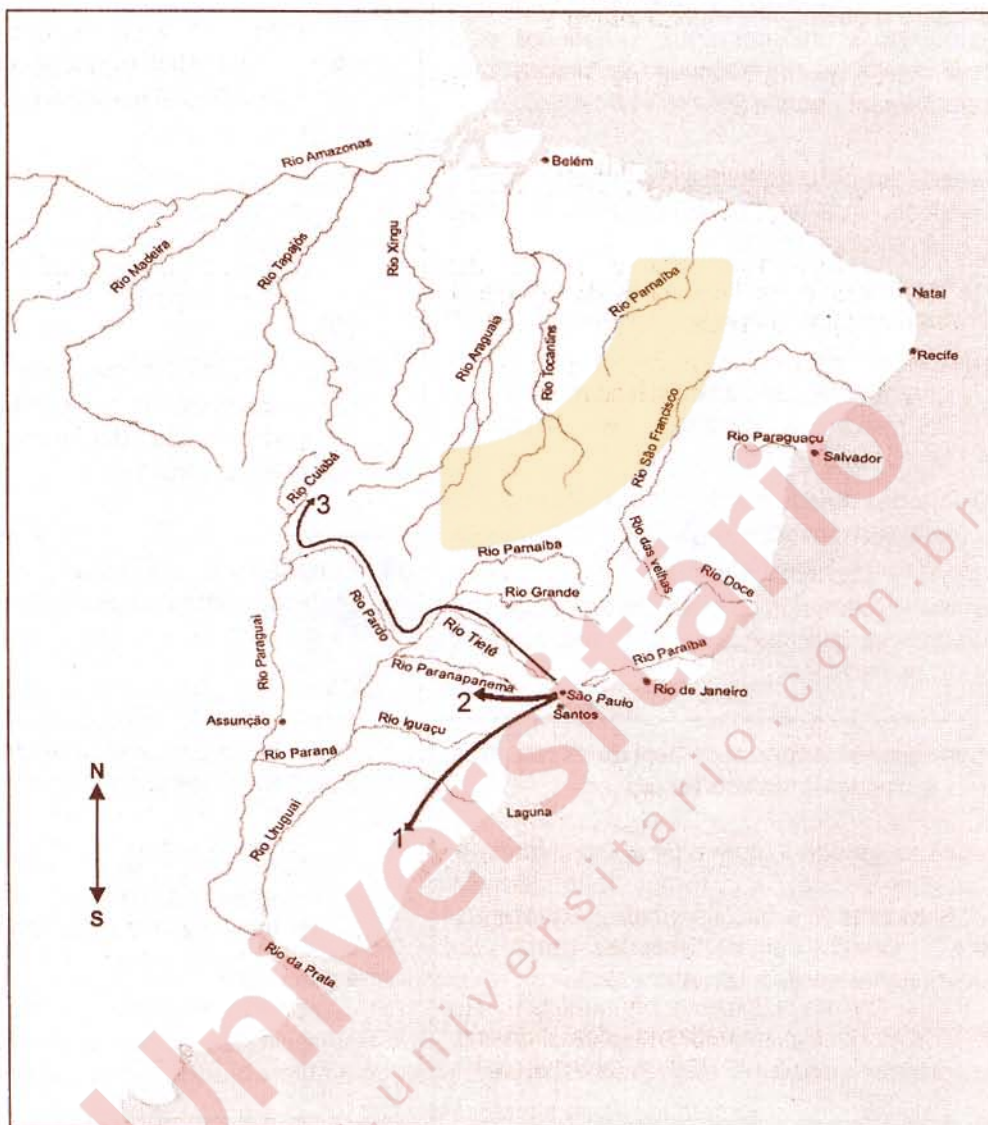 Rio Amazonas
Belém
Rio Madeira
Rio Tapajós
Rio Xingu
Rio Araguaia
Rio Tocantins
Rio Parnaíba
Natal
Recife
Rio São Francisco
Rio Paraguaçu
Salvador
Rio Cuiabá
3
Rio Parnaíba
Rio das velhas
Rio Doce
Rio Grande
Rio Pardo
Rio Tietê
Rio Paraguai
Rio Paraíba
Rio Paranapanema
São Paulo
Rio de Janeiro
2
Santos
Assunção
Rio Iguaçu
Rio Paraná
N
S
Rio Uruguai
Laguna
1
Rio da Prata
Universitário
universitario.com.br